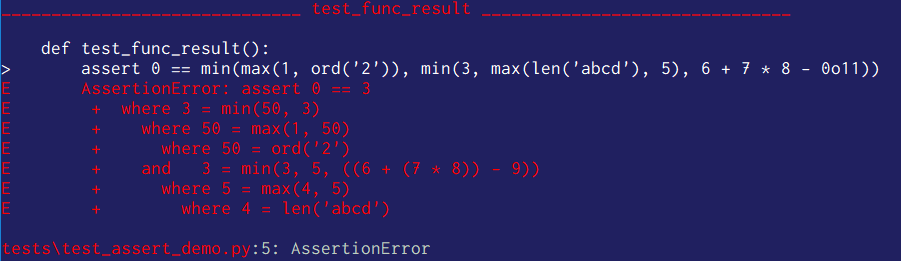 ______________________________ test_func_result _______________________________
    def test_func_result():
>       assert 0 == min(max(1, ord('2')), min(3, max(len('abcd'), 5), 6 + 7 * 8 - 0o11))
E       AssertionError: assert 0 == 3
E        +  where 3 = min(50, 3)
E        +    where 50 = max(1, 50)
E        +      where 50 = ord('2')
E        +    and   3 = min(3, 5, ((6 + (7 * 8)) - 9))
E        +      where 5 = max(4, 5)
E        +        where 4 = len('abcd')
tests\test_assert_demo.py:5: AssertionError